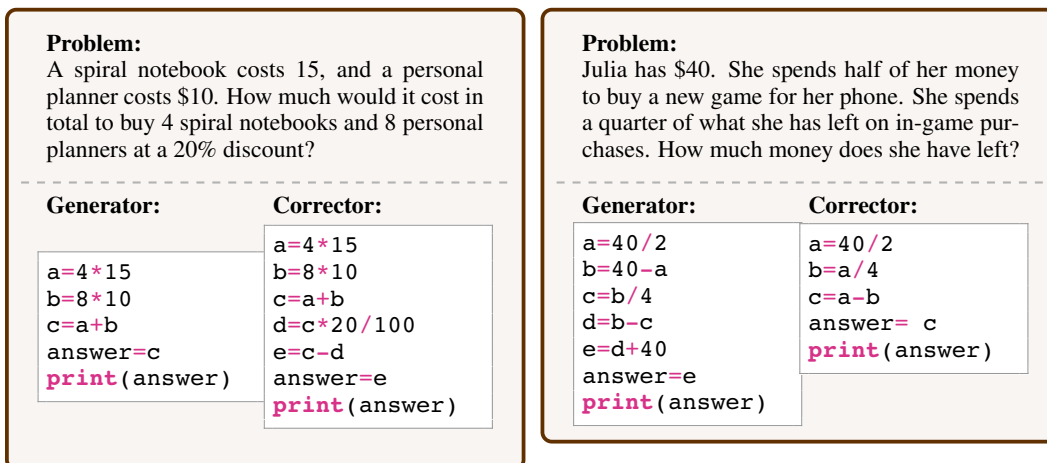 Problem:
A spiral notebook costs 15, and a personal
planner costs $10. How much would it cost in
total to buy 4 spiral notebooks and 8 personal
planners at a 20% discount?
Generator:
a=4*15
b=8*10
c=a+b
answer=c
print(answer)
Corrector:
a=4*15
b=8*10
c=a+b
d=c*20/100
e=c-d
answer=e
print(answer)
Problem:
Julia has $40. She spends half of her money
to buy a new game for her phone. She spends
a quarter of what she has left on in-game pur-
chases. How much money does she have left?
Generator:
a=40/2
b=40-a
c=b/4
d=b-c
e=d+40
answer=e
print(answer)
Corrector:
a=40/2
b=a/4
c=a-b
answer= c
print(answer)